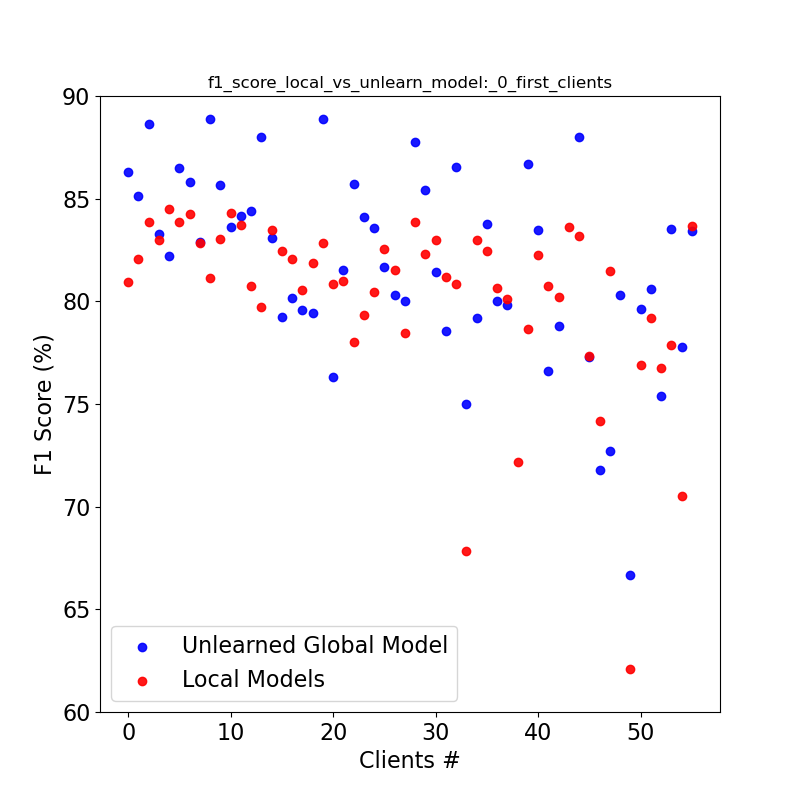 f1_score_local_vs_unlearn_model:_0_first_clients
90
85
80
75
70
65
60
F1 Score (%)
Unlearned Global Model
Local Models
0 10 20 30 40 50
Clients #